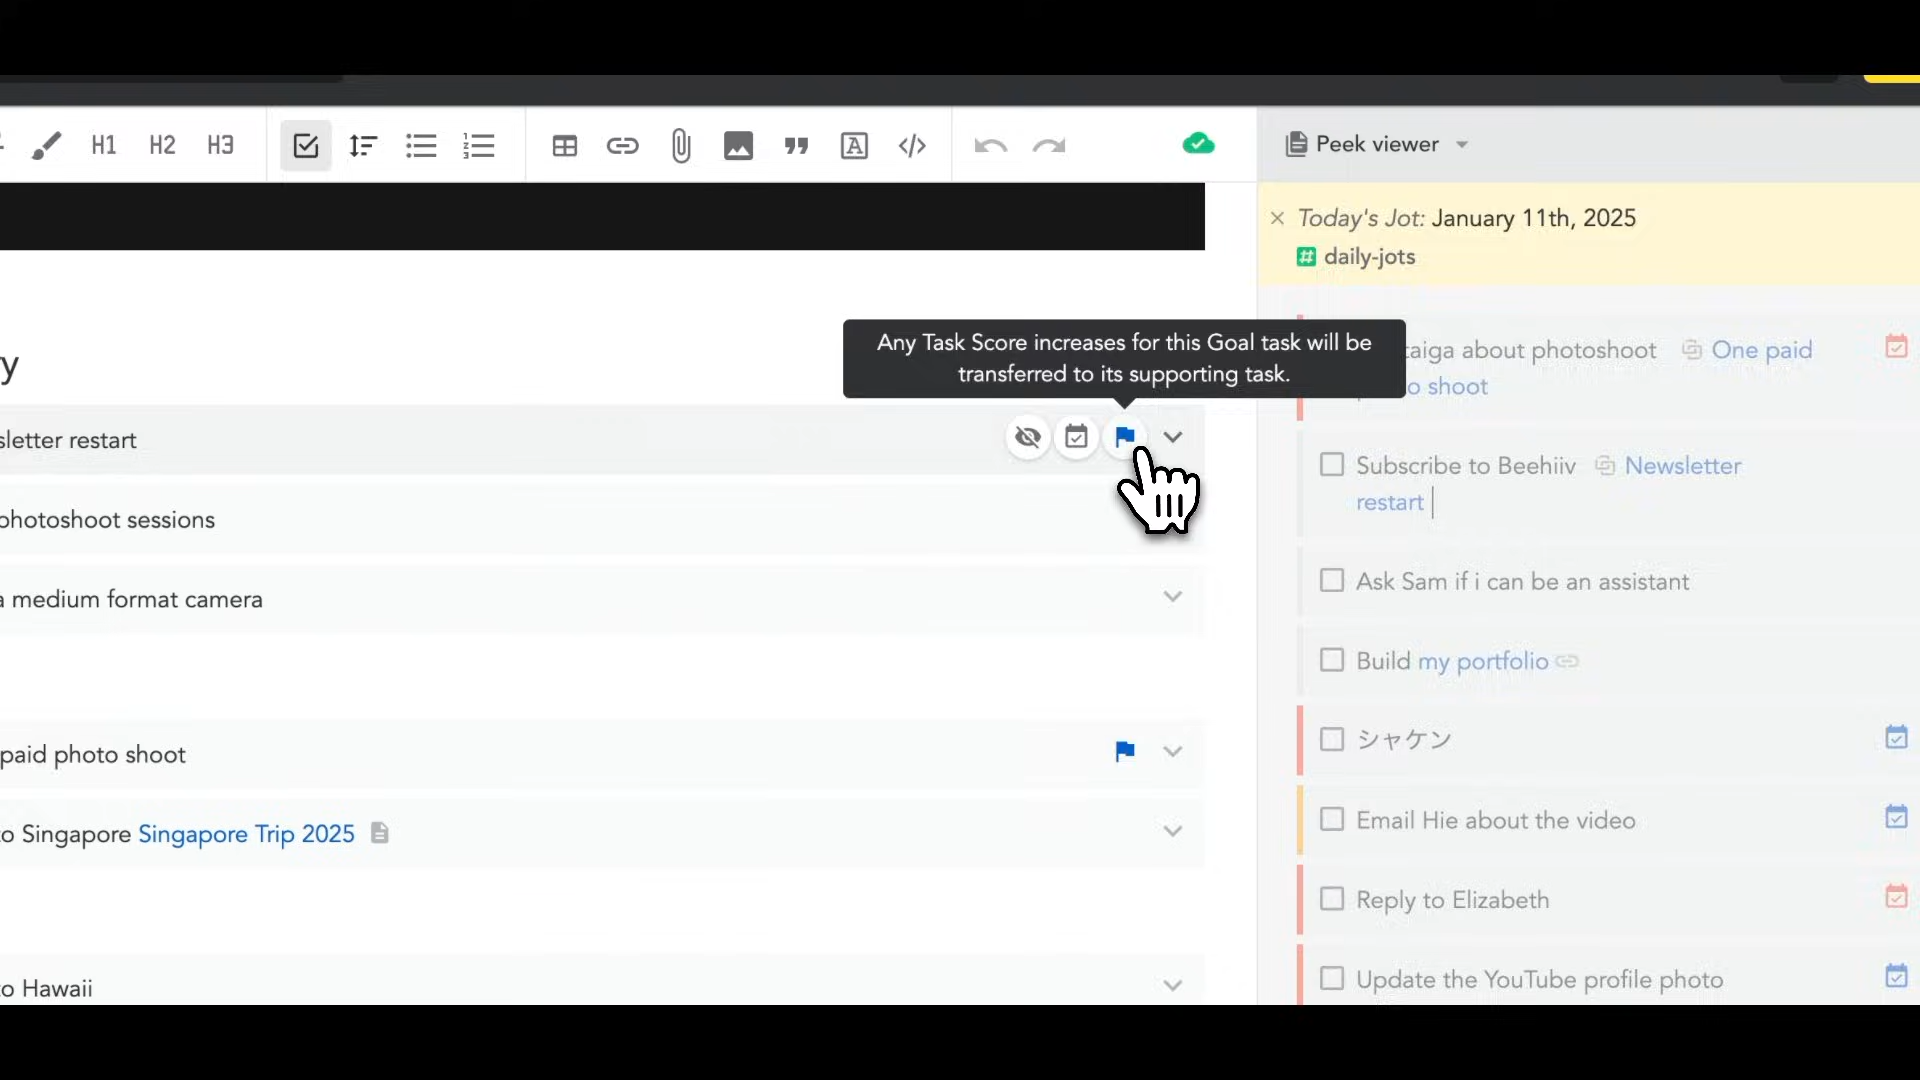 H1 H2 H3
Peek viewer
Today's Jot: January 11th, 2025
daily-jots
Any Task Score increases for this Goal task will be
transferred to its supporting task.
y
sletter restart
photoshoot sessions
a medium format camera
paid photo shoot
to Singapore Singapore Trip 2025
to Hawaii
taiga about photoshoot One paid
o shoot
Subscribe to Beehiiv Newsletter
restart
Ask Sam if i can be an assistant
Build my portfolio
シャケン
Email Hie about the video
Reply to Elizabeth
Update the YouTube profile photo